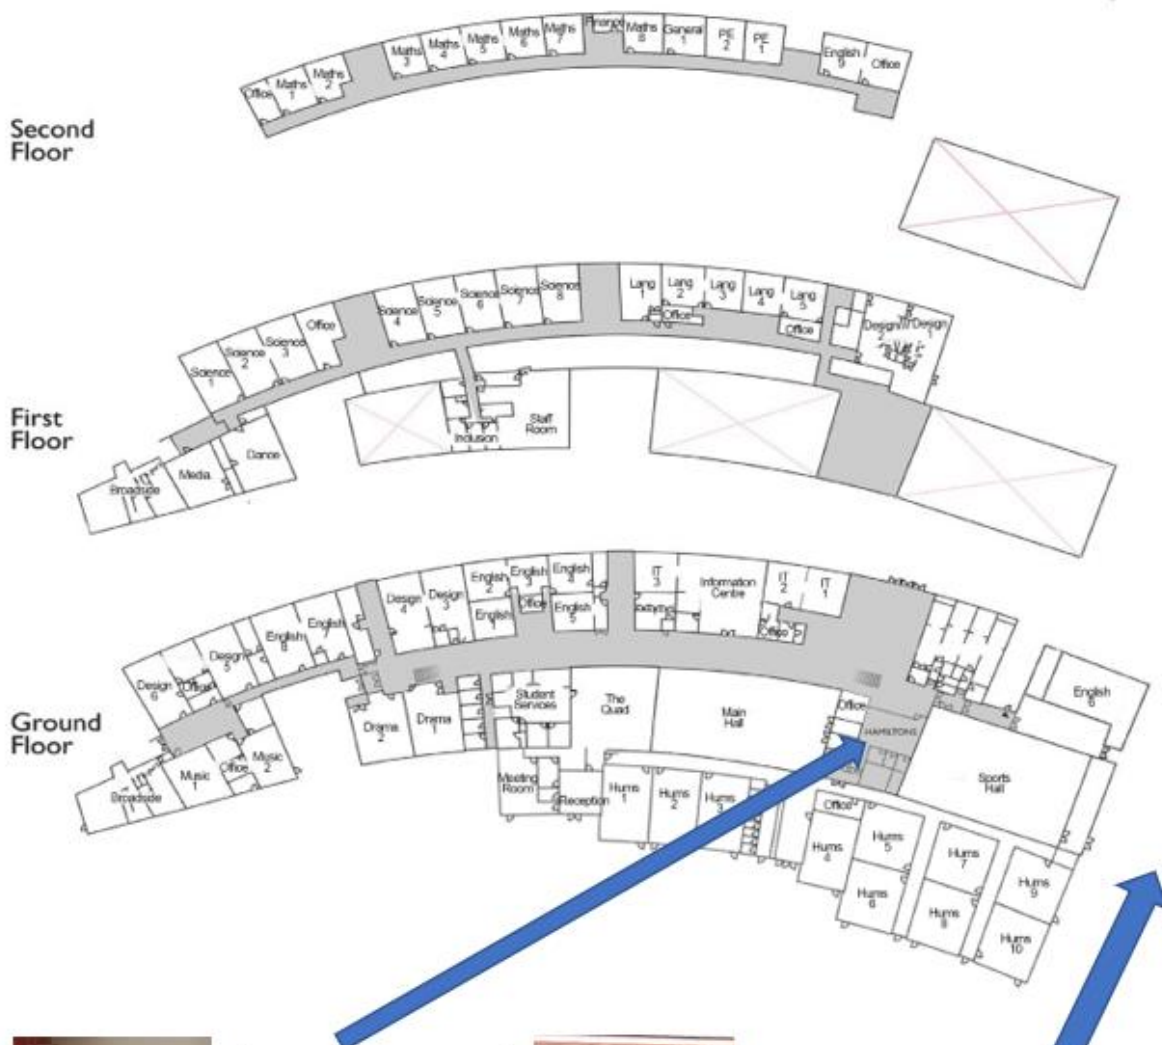 Second
Floor
Office
Maths
1
Maths
2
Maths
3
Maths
4
Maths
5
Maths
6
Maths
7
Finance
Maths
8
General
1
PE
2
PE
1
English
9
Office
First
Floor
Science
1
Science
2
Science
3
Office
Science
4
Science
5
Science
6
Science
7
Science
8
Lang
1
Lang
2
Lang
3
Lang
4
Lang
5
Office
Office
Design
2
Design
1
Broadside
Media
Dance
Inclusion
Staff
Room
Ground
Floor
Design
6
Office
Design
5
English
8
English
7
Design
4
Design
3
English
2
English
3
English
4
English
1
Office
English
5
IT
3
Information
Centre
IT
2
IT
1
Office
English
6
Broadside
Music
1
Office
Music
2
Drama
2
Drama
1
Student
Services
The
Quad
Main
Hall
Office
HAMILTONS
Sports
Hall
Meeting
Room
Reception
Hums
1
Hums
2
Hums
3
Office
Hums
4
Hums
5
Hums
6
Hums
7
Hums
8
Hums
9
Hums
10